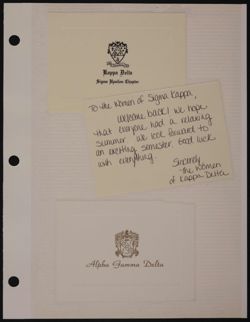 Kappa Delta
Sigma Upsilon Chapter
To the Women of Sigma Kappa,
Welcome back! We hope
that everyone had a relaxing
summer. We look forward to
an exciting semester. Good luck
with everything.
Sincerely
The Women
of Kappa Delta
Alpha Gamma Delta